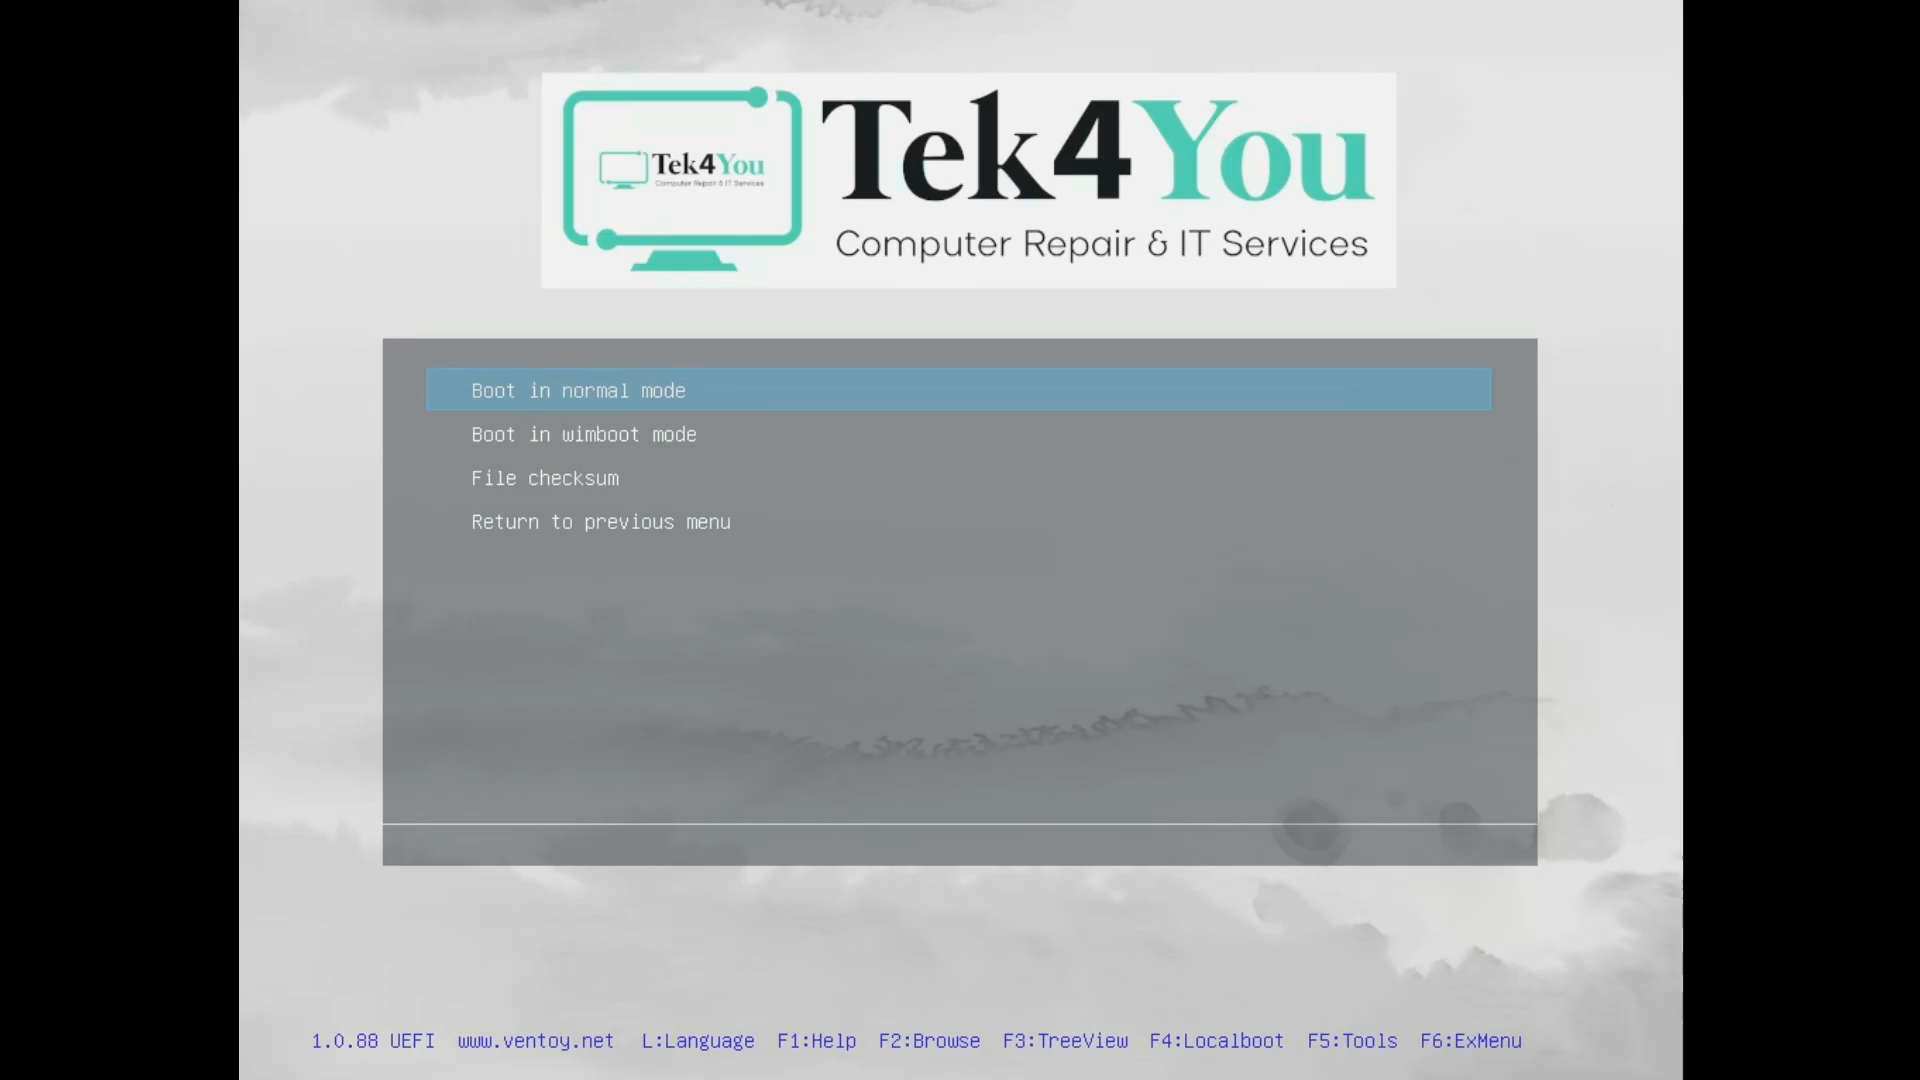 Tek4You
Computer Repair & IT Services
Tek4You
Computer Repair & IT Services
Boot in normal mode
Boot in wimboot mode
File checksum
Return to previous menu
1.0.88 UEFI www.ventoy.net L:Language F1:Help F2:Browse F3:TreeView F4:Localboot F5:Tools F6:ExMenu